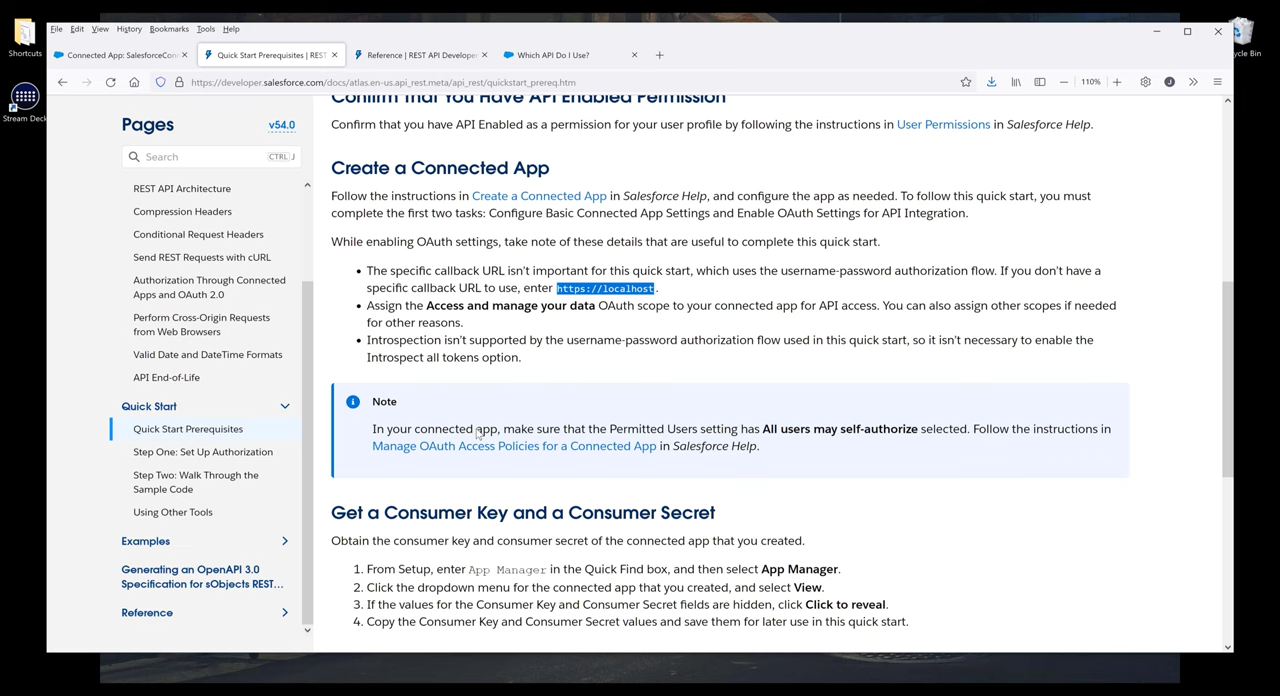 File Edit View History Bookmarks Tools Help
Shortcuts
Connected App: SalesforceConn
Quick Start Prerequisites | REST
Reference | REST API Developer
Which API Do I Use?
cycle Bin
https://developer.salesforce.com/docs/atlas.en-us.api_rest.meta/api_rest/quickstart_prereq.htm
110%
Stream Deck
Pages
v54.0
Search
CTRL J
REST API Architecture
Compression Headers
Conditional Request Headers
Send REST Requests with cURL
Authorization Through Connected
Apps and OAuth 2.0
Perform Cross-Origin Requests
from Web Browsers
Valid Date and DateTime Formats
API End-of-Life
Quick Start
Quick Start Prerequisites
Step One: Set Up Authorization
Step Two: Walk Through the
Sample Code
Using Other Tools
Examples
Generating an OpenAPI 3.0
Specification for sObjects REST...
Reference
Confirm That You Have API Enabled Permission
Confirm that you have API Enabled as a permission for your user profile by following the instructions in User Permissions in Salesforce Help.
Create a Connected App
Follow the instructions in Create a Connected App in Salesforce Help, and configure the app as needed. To follow this quick start, you must
complete the first two tasks: Configure Basic Connected App Settings and Enable OAuth Settings for API Integration.
While enabling OAuth settings, take note of these details that are useful to complete this quick start.
• The specific callback URL isn't important for this quick start, which uses the username-password authorization flow. If you don't have a
specific callback URL to use, enter https://localhost.
• Assign the Access and manage your data OAuth scope to your connected app for API access. You can also assign other scopes if needed
for other reasons.
• Introspection isn't supported by the username-password authorization flow used in this quick start, so it isn't necessary to enable the
Introspect all tokens option.
Note
In your connected app, make sure that the Permitted Users setting has All users may self-authorize selected. Follow the instructions in
Manage OAuth Access Policies for a Connected App in Salesforce Help.
Get a Consumer Key and a Consumer Secret
Obtain the consumer key and consumer secret of the connected app that you created.
1. From Setup, enter App Manager in the Quick Find box, and then select App Manager.
2. Click the dropdown menu for the connected app that you created, and select View.
3. If the values for the Consumer Key and Consumer Secret fields are hidden, click Click to reveal.
4. Copy the Consumer Key and Consumer Secret values and save them for later use in this quick start.